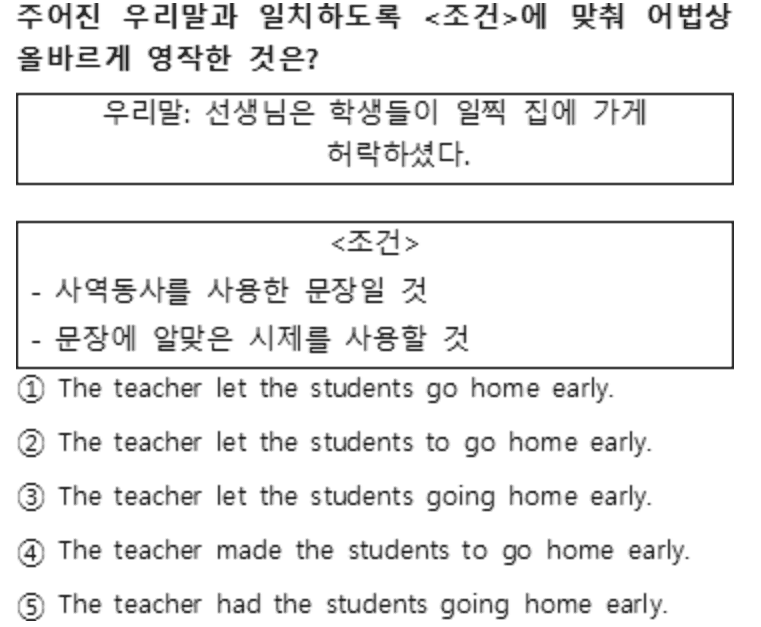 주어진 우리말과 일치하도록 <조건>에 맞춰 어법상
올바르게 영작한 것은?
우리말: 선생님은 학생들이 일찍 집에 가게
허락하셨다.
<조건>
- 사역동사를 사용한 문장일 것
- 문장에 알맞은 시제를 사용할 것
① The teacher let the students go home early.
② The teacher let the students to go home early.
③ The teacher let the students going home early.
④ The teacher made the students to go home early.
⑤ The teacher had the students going home early.